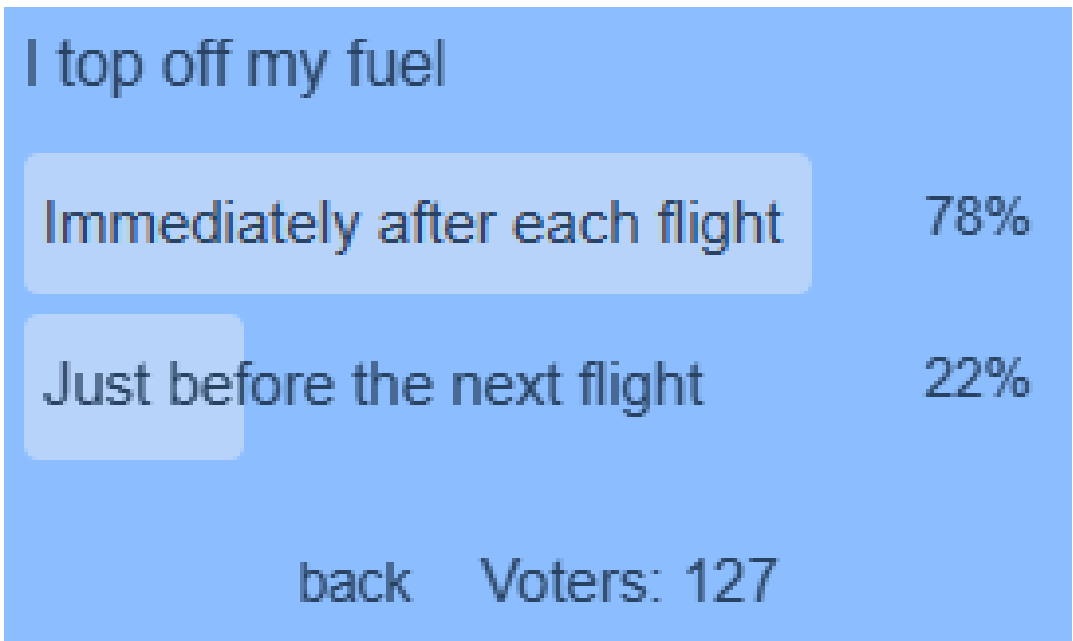 I top off my fuel
Immediately after each flight 78%
Just before the next flight 22%
back Voters: 127